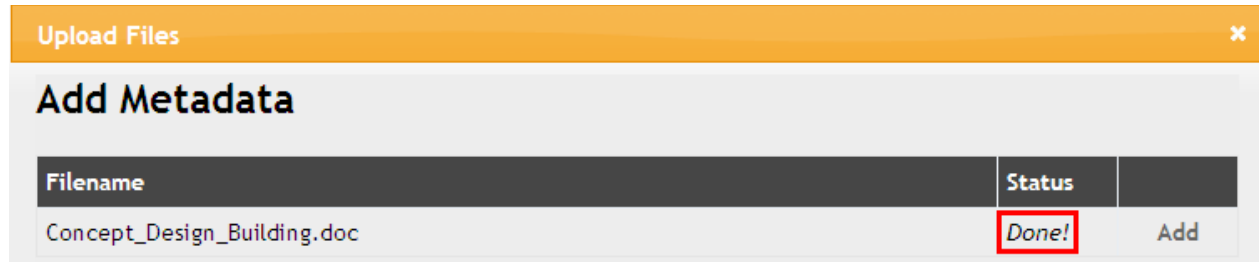 Upload Files
Add Metadata
Filename Status
Concept_Design_Building.doc Done! Add